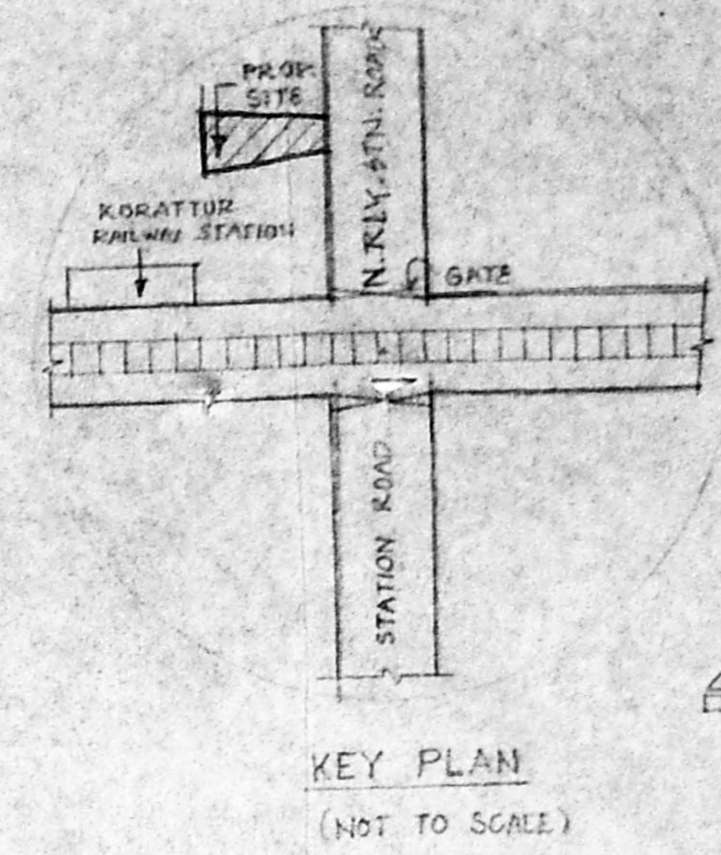 PROP.
SITE
N.RLY.STN. ROAD
KORATTUR
RAILWAY STATION
GATE
STATION ROAD
KEY PLAN
(NOT TO SCALE)